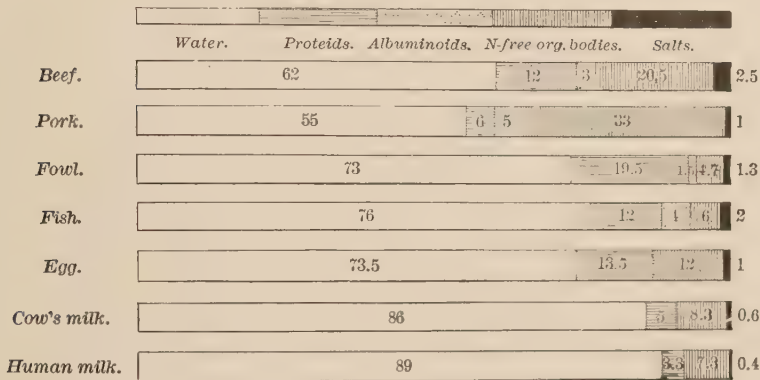 Water. Proteids. Albuminoids. N-free org. bodies. Salts.
Beef. 62 12 3 20.5 2.5
Pork. 55 6 5 33 1
Fowl. 73 19.5 4.7 1.3
Fish. 76 12 4 6 2
Egg. 73.5 13.5 12 1
Cow's milk. 86 5 8.3 0.6
Human milk. 89 3.3 7.3 0.4